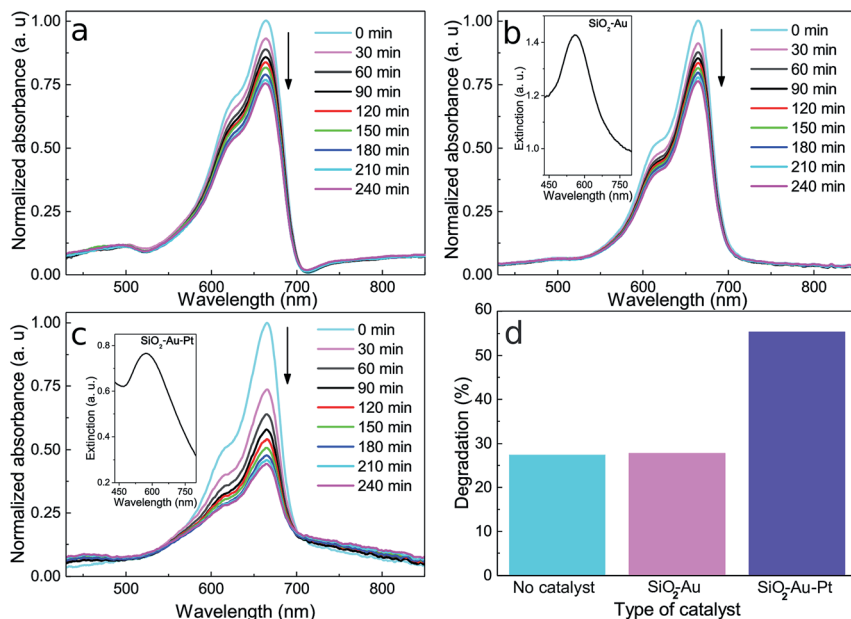 a
Normalized absorbance (a. u)
1.00
0.75
0.50
0.25
0.00
500
600
700
800
Wavelength (nm)
0 min
30 min
60 min
90 min
120 min
150 min
180 min
210 min
240 min
b
Normalized absorbance (a. u)
1.00
0.75
0.50
0.25
0.00
500
600
700
800
Wavelength (nm)
SiO2-Au
Extinction (a. u.)
1.4
1.2
1.0
450
600
750
Wavelength (nm)
0 min
30 min
60 min
90 min
120 min
150 min
180 min
210 min
240 min
c
Normalized absorbance (a. u)
1.00
0.75
0.50
0.25
0.00
500
600
700
800
Wavelength (nm)
SiO2-Au-Pt
Extinction (a. u.)
0.8
0.6
0.4
0.2
450
600
750
Wavelength (nm)
0 min
30 min
60 min
90 min
120 min
150 min
180 min
210 min
240 min
d
Degradation (%)
60
50
40
30
20
10
0
No catalyst
SiO2-Au
SiO2-Au-Pt
Type of catalyst